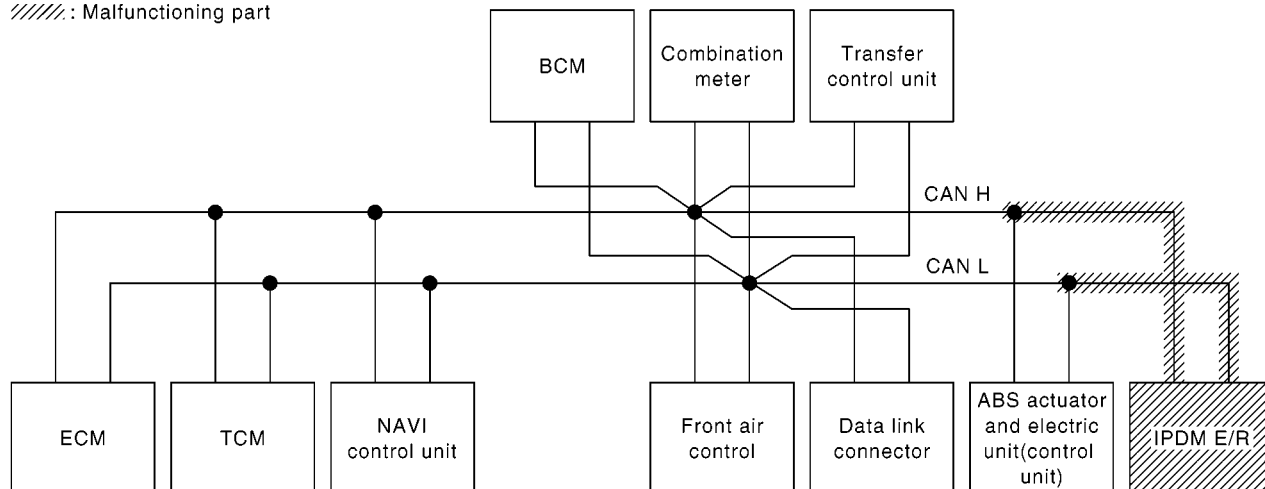 : Malfunctioning part
BCM
Combination
meter
Transfer
control unit
CAN H
CAN L
ECM
TCM
NAVI
control unit
Front air
control
Data link
connector
ABS actuator
and electric
unit(control
unit)
IPDM E/R